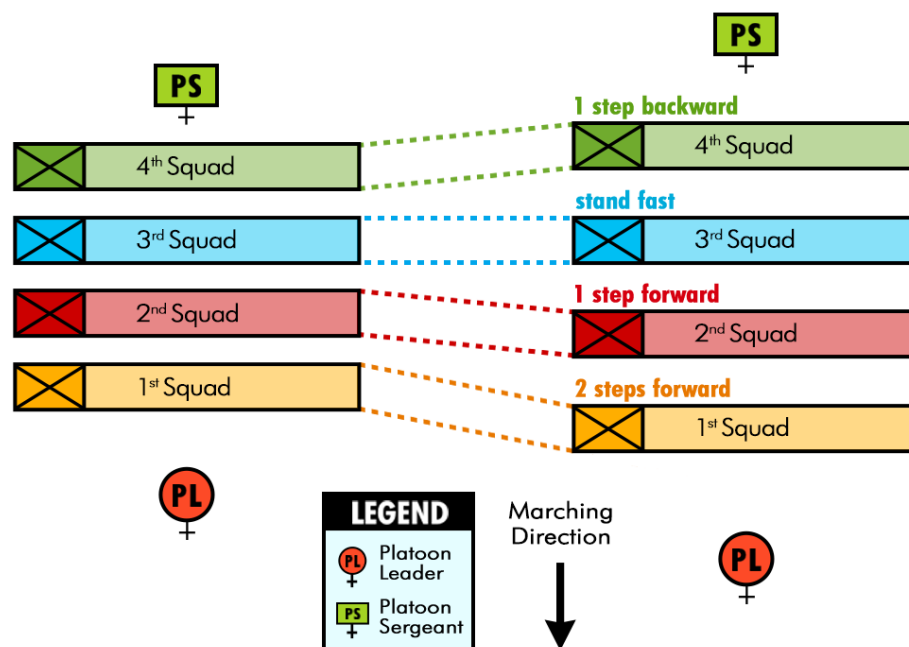 PS
4th Squad
3rd Squad
2nd Squad
1st Squad
PL
PS
1 step backward
4th Squad
stand fast
3rd Squad
1 step forward
2nd Squad
2 steps forward
1st Squad
PL
LEGEND
PL Platoon
Leader
PS Platoon
Sergeant
Marching
Direction